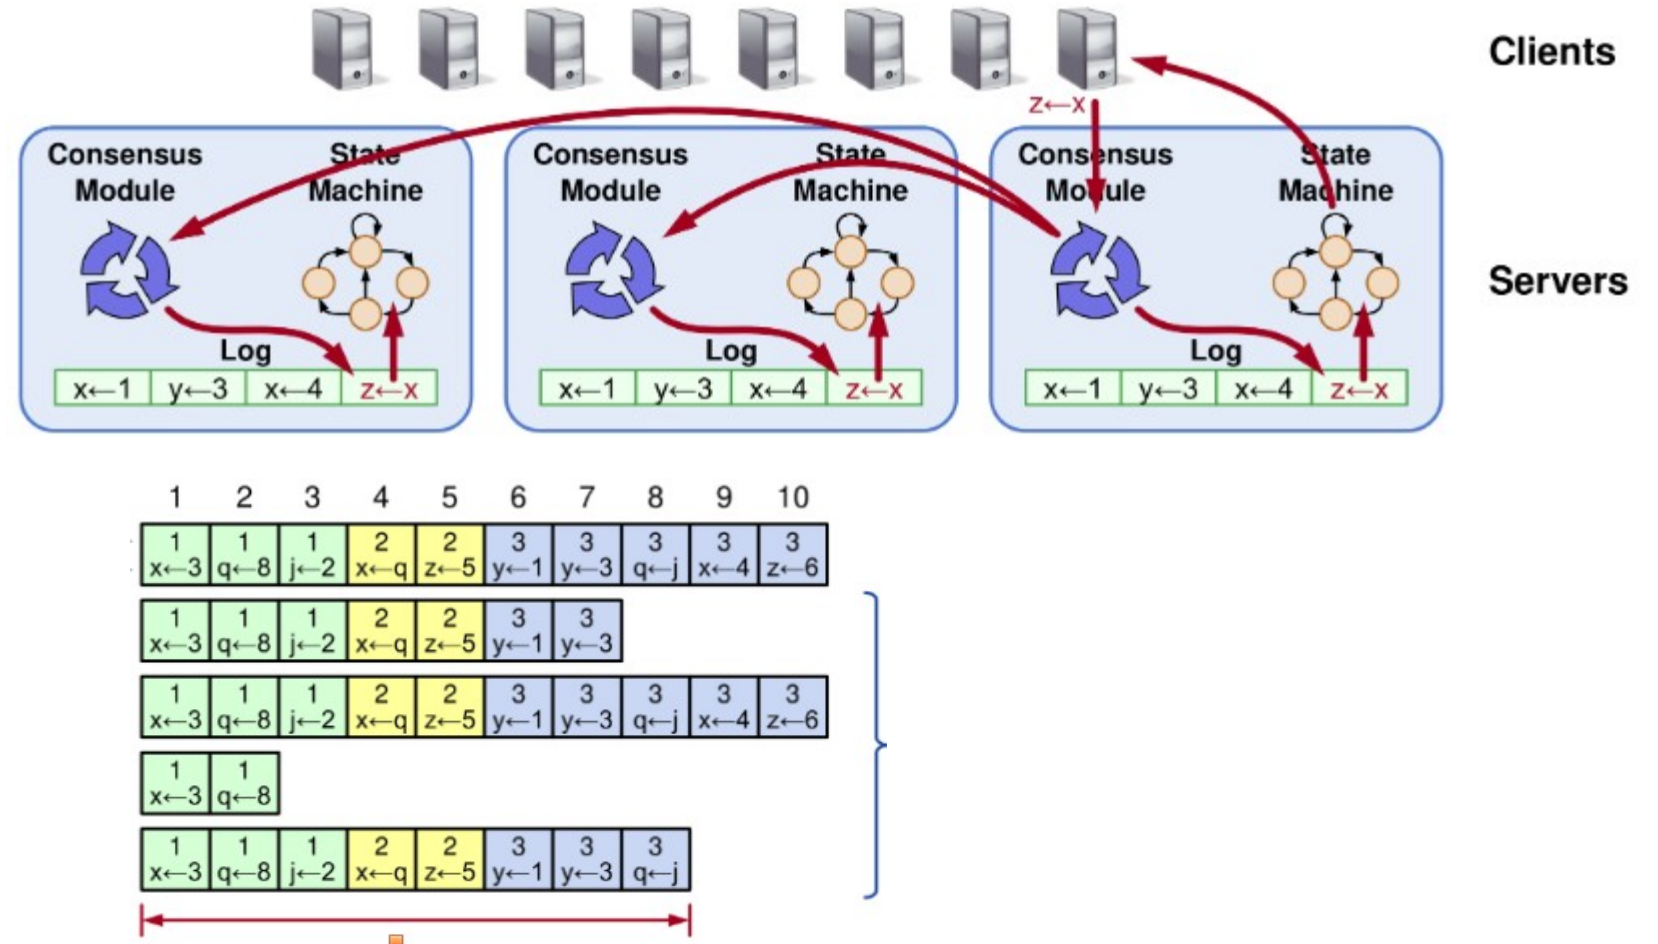 Clients
z←x
Consensus Module
State Machine
Consensus Module
State Machine
Consensus Module
State Machine
Servers
Log
Log
Log
x←1 y←3 x←4 z←x
x←1 y←3 x←4 z←x
x←1 y←3 x←4 z←x
1 2 3 4 5 6 7 8 9 10
1 1 1 2 2 3 3 3 3 3
x←3 q←8 j←2 x←q z←5 y←1 y←3 q←j x←4 z←6
1 1 1 2 2 3 3
x←3 q←8 j←2 x←q z←5 y←1 y←3
1 1 1 2 2 3 3 3 3 3
x←3 q←8 j←2 x←q z←5 y←1 y←3 q←j x←4 z←6
1 1
x←3 q←8
1 1 1 2 2 3 3 3
x←3 q←8 j←2 x←q z←5 y←1 y←3 q←j